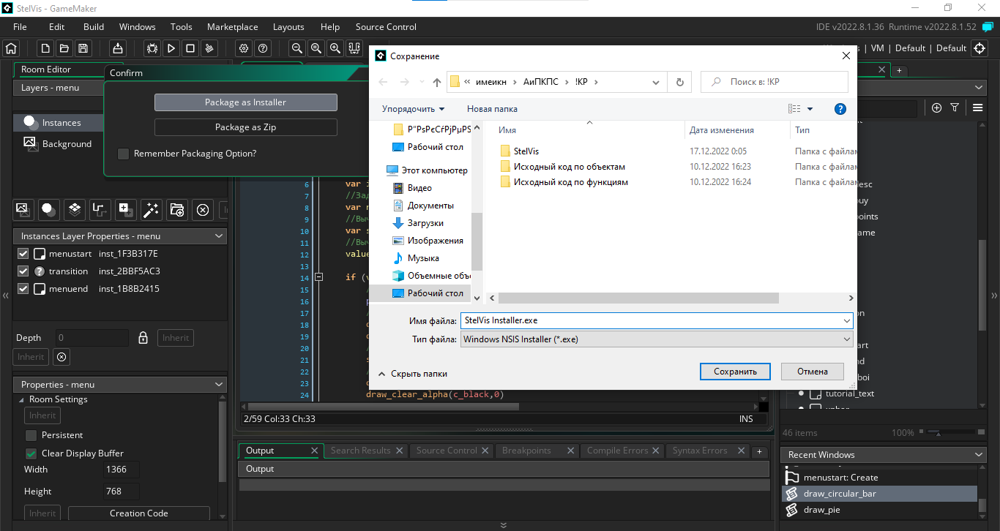 StelVis - GameMaker
File Edit Build Windows Tools Marketplace Layouts Help Source Control
IDE v2022.8.1.36 Runtime v2022.8.1.52
| VM | Default | Default
Room Editor
Layers - menu
Instances
Background
Confirm
Package as Installer
Package as Zip
Remember Packaging Option?
Instances Layer Properties - menu
menustart inst_1F3B317E
transition inst_2BBF5AC3
menuend inst_1B8B2415
Depth 0 Inherit
Inherit
Properties - menu
Room Settings
Inherit
Persistent
Clear Display Buffer
Width 1366
Height 768
Inherit Creation Code
6 var
7 //Зад
8 var
9 //Выч
10 var s
11 //Выч
12 value
13
14 if (
15 /
16
17 /
18
19
20 /
21 s
22 /
23
24 draw_clear_alpha(c_black,0)
2/59 Col:33 Ch:33 INS
Сохранение
« имеикн АиПКПС !КР
Поиск в: !КР
Упорядочить Новая папка
Рабочий стол
Этот компьютер
Видео
Документы
Загрузки
Изображения
Музыка
Объемные объе
Рабочий стол
Имя Дата изменения Тип
StelVis 17.12.2022 0:05 Папка с файлам
Исходный код по объектам 10.12.2022 16:23 Папка с файлам
Исходный код по функциям 10.12.2022 16:24 Папка с файлам
Имя файла: StelVis Installer.exe
Тип файла: Windows NSIS Installer (*.exe)
Скрыть папки
Сохранить Отмена
esc
uy
points
ame
on
art
nd
boi
tutorial_text
46 items 100%
Output Search Results Source Control Breakpoints Compile Errors Syntax Errors
Output
Recent Windows
menustart: Create
draw_circular_bar
draw_pie